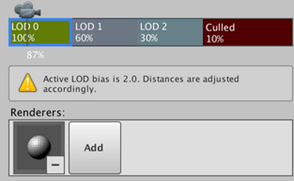 LOD 0
100%
LOD 1
60%
LOD 2
30%
Culled
10%
87%
Active LOD bias is 2.0. Distances are adjusted
accordingly.
Renderers:
Add